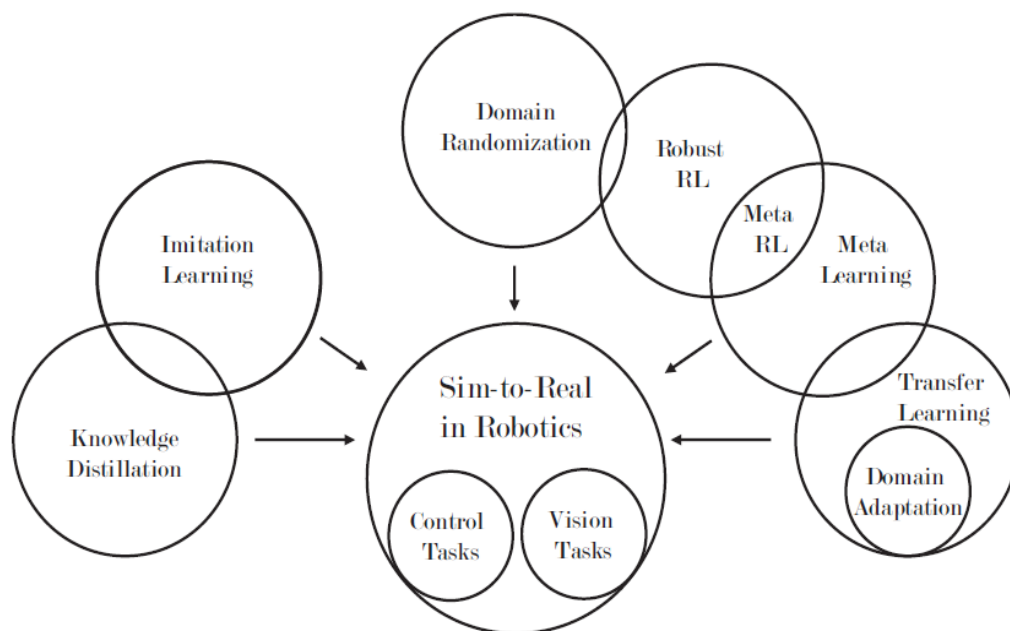 Domain
Randomization
Robust
RL
Meta
RL
Meta
Learning
Imitation
Learning
Knowledge
Distillation
Sim-to-Real
in Robotics
Control
Tasks
Vision
Tasks
Transfer
Learning
Domain
Adaptation